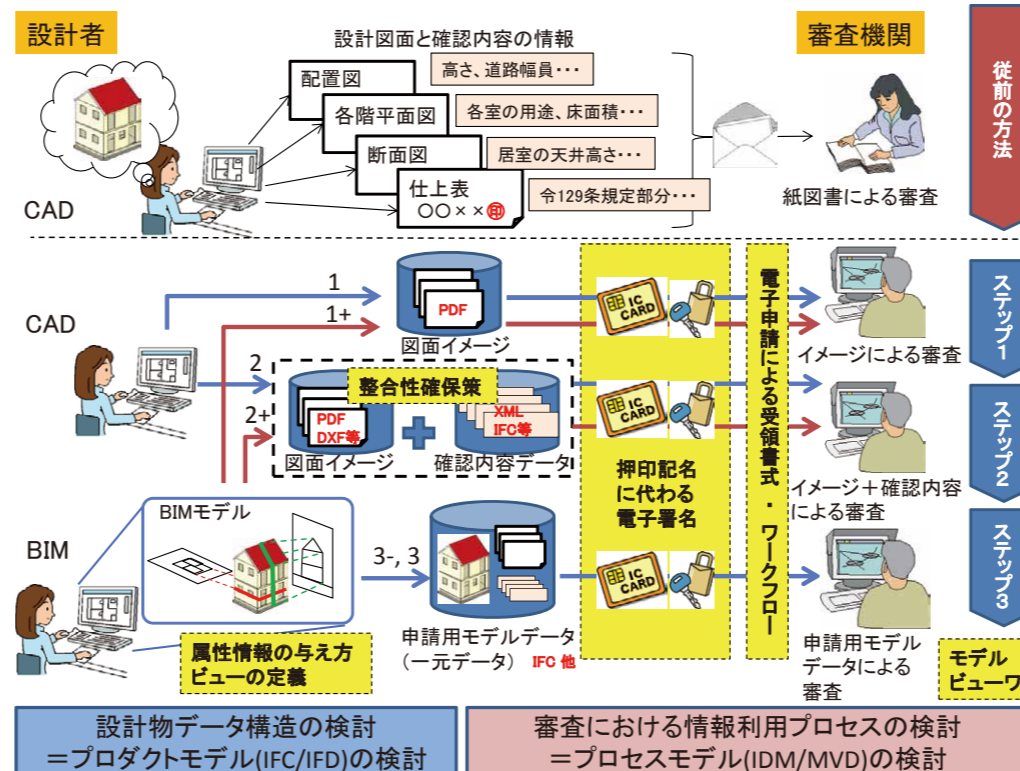 設計者
設計図面と確認内容の情報
審査機関
従前の方法
配置図
高さ、道路幅員・・・
各階平面図
各室の用途、床面積・・・
断面図
居室の天井高さ・・・
仕上表
○○××㊞
令129条規定部分・・・
CAD
紙図書による審査
CAD
1
1+
PDF
図面イメージ
IC
CARD
イメージによる審査
ステップ1
2
2+
整合性確保策
PDF
DXF等
図面イメージ
XML
IFC等
確認内容データ
IC
CARD
押印記名
に代わる
電子署名
電子申請による受領書式・ワークフロー
イメージ+確認内容
による審査
ステップ2
BIM
BIMモデル
3-, 3
属性情報の与え方
ビューの定義
申請用モデルデータ
(一元データ) IFC 他
IC
CARD
申請用モデル
データによる
審査
ステップ3
モデル
ビューワ
設計物データ構造の検討
=プロダクトモデル(IFC/IFD)の検討
審査における情報利用プロセスの検討
=プロセスモデル(IDM/MVD)の検討